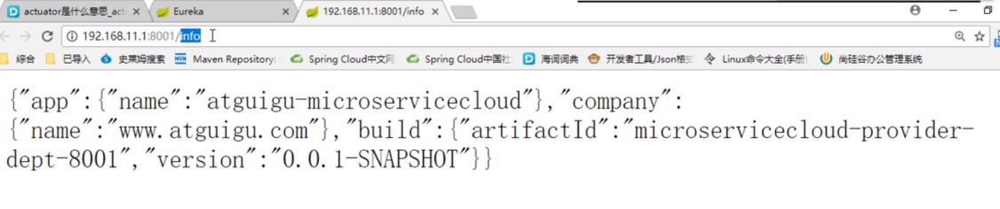 actuator是什么意思_act
Eureka
192.168.11.1:8001/info
192.168.11.1:8001/info
综合
已导入
史莱姆搜索
MVN
Maven Repository:
Spring Cloud中文网
Spring Cloud中国社
海词词典
开发者工具/Json格式
Linux命令大全(手册)
尚硅谷办公管理系统
{"app":{"name":"atguigu-microservicecloud"},"company":
{"name":"www.atguigu.com"},"build":{"artifactId":"microservicecloud-provider-
dept-8001","version":"0.0.1-SNAPSHOT"}}